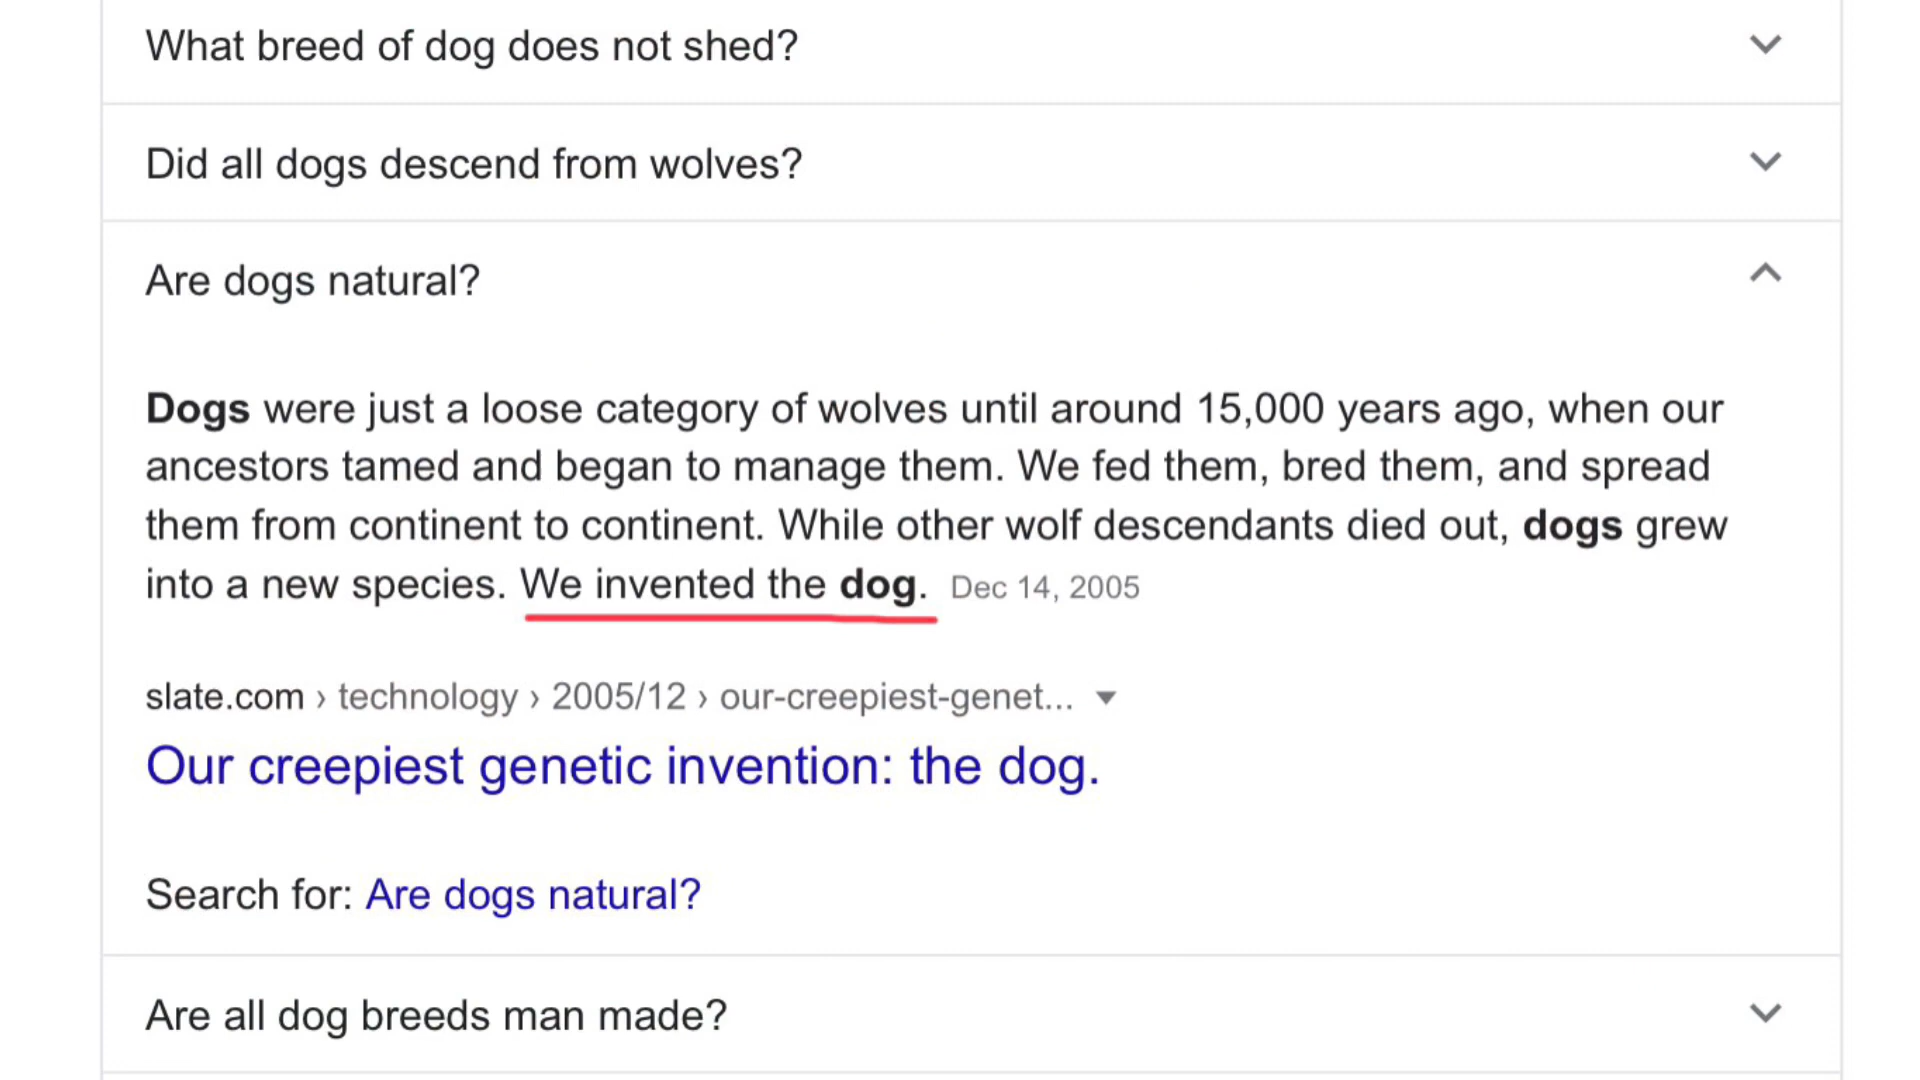 What breed of dog does not shed?
Did all dogs descend from wolves?
Are dogs natural?
Dogs were just a loose category of wolves until around 15,000 years ago, when our
ancestors tamed and began to manage them. We fed them, bred them, and spread
them from continent to continent. While other wolf descendants died out, dogs grew
into a new species. We invented the dog. Dec 14, 2005
slate.com › technology › 2005/12 › our-creepiest-genet...
Our creepiest genetic invention: the dog.
Search for: Are dogs natural?
Are all dog breeds man made?